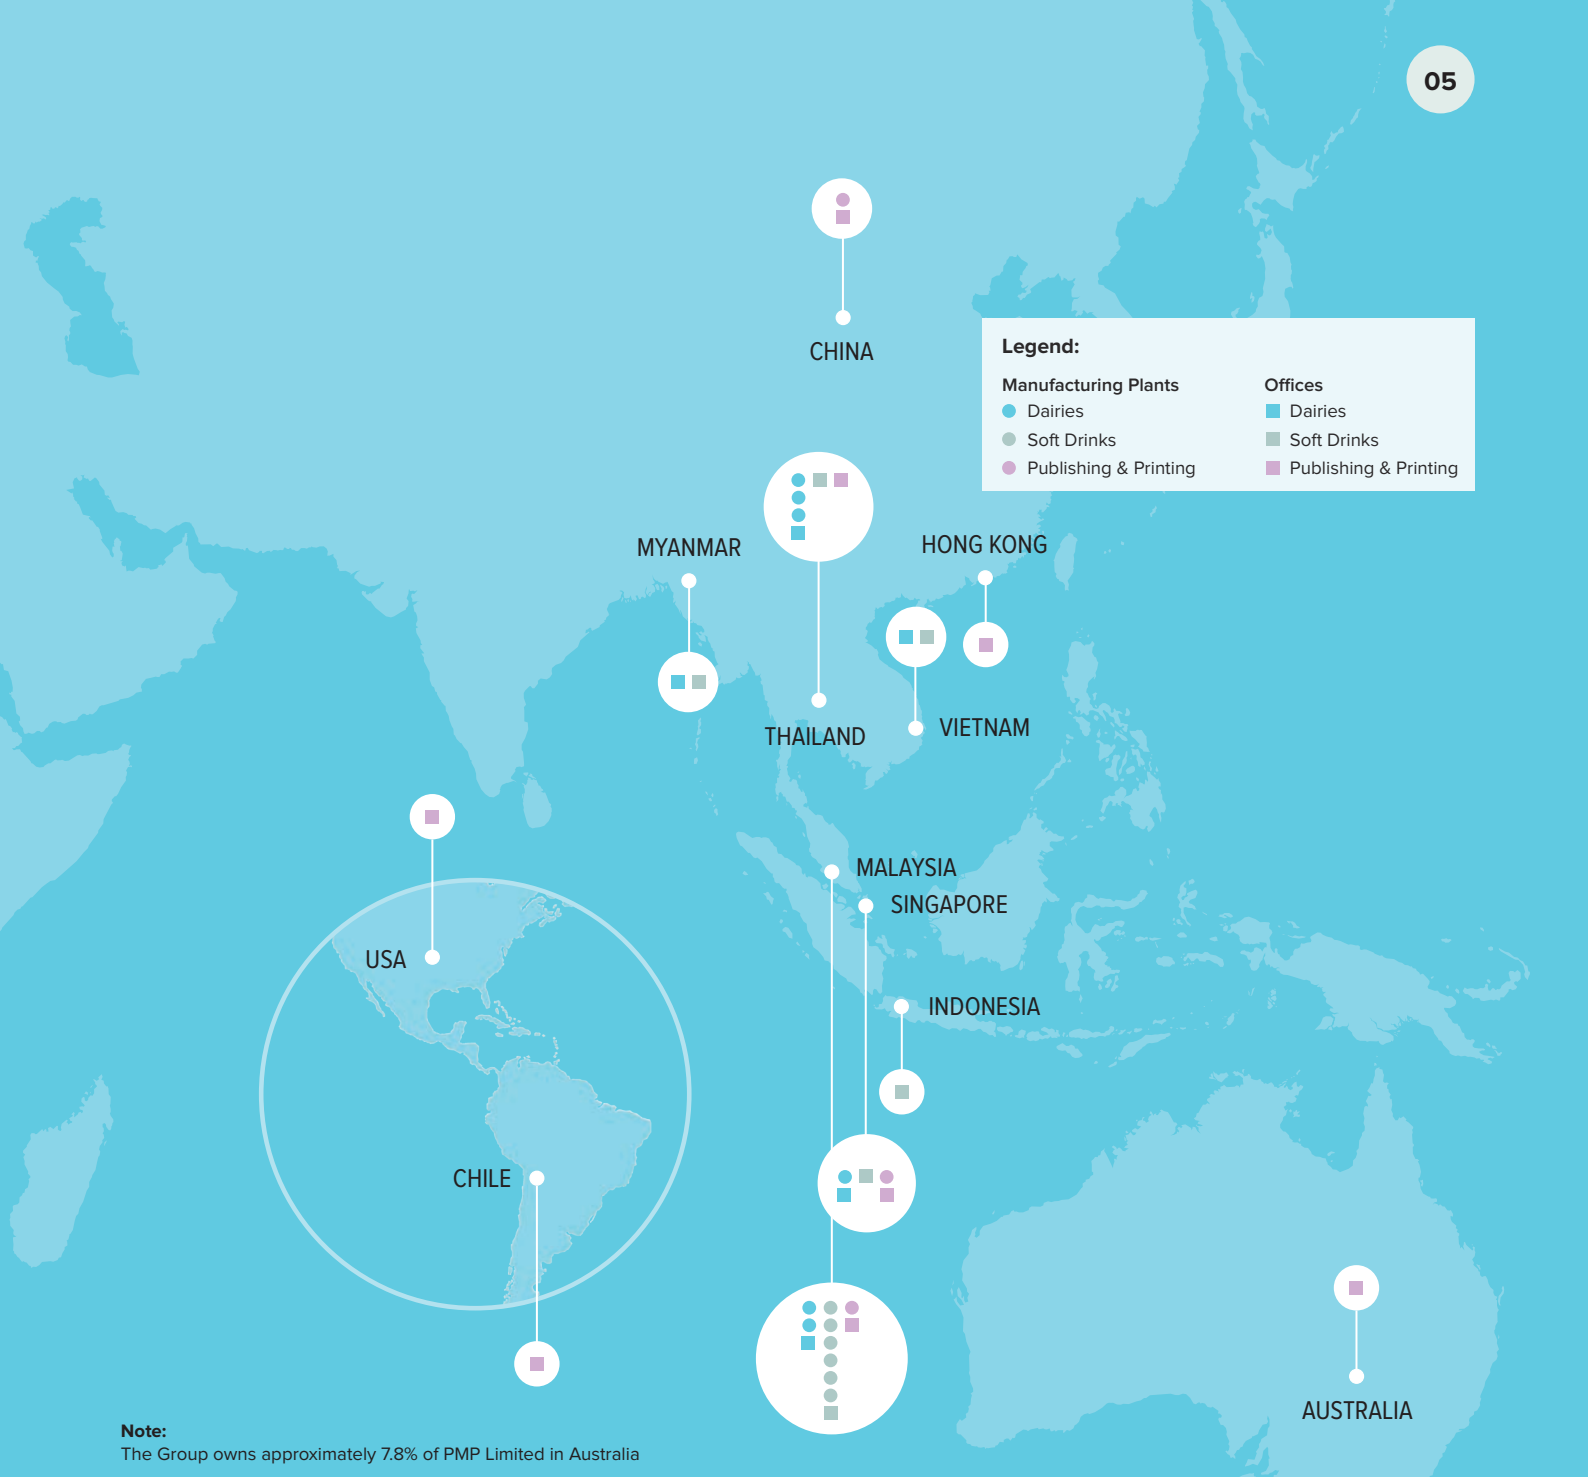 05
CHINA
Legend:
Manufacturing Plants
Dairies
Soft Drinks
Publishing & Printing
Offices
Dairies
Soft Drinks
Publishing & Printing
MYANMAR
HONG KONG
THAILAND
VIETNAM
MALAYSIA
SINGAPORE
USA
INDONESIA
CHILE
AUSTRALIA
Note:
The Group owns approximately 7.8% of PMP Limited in Australia